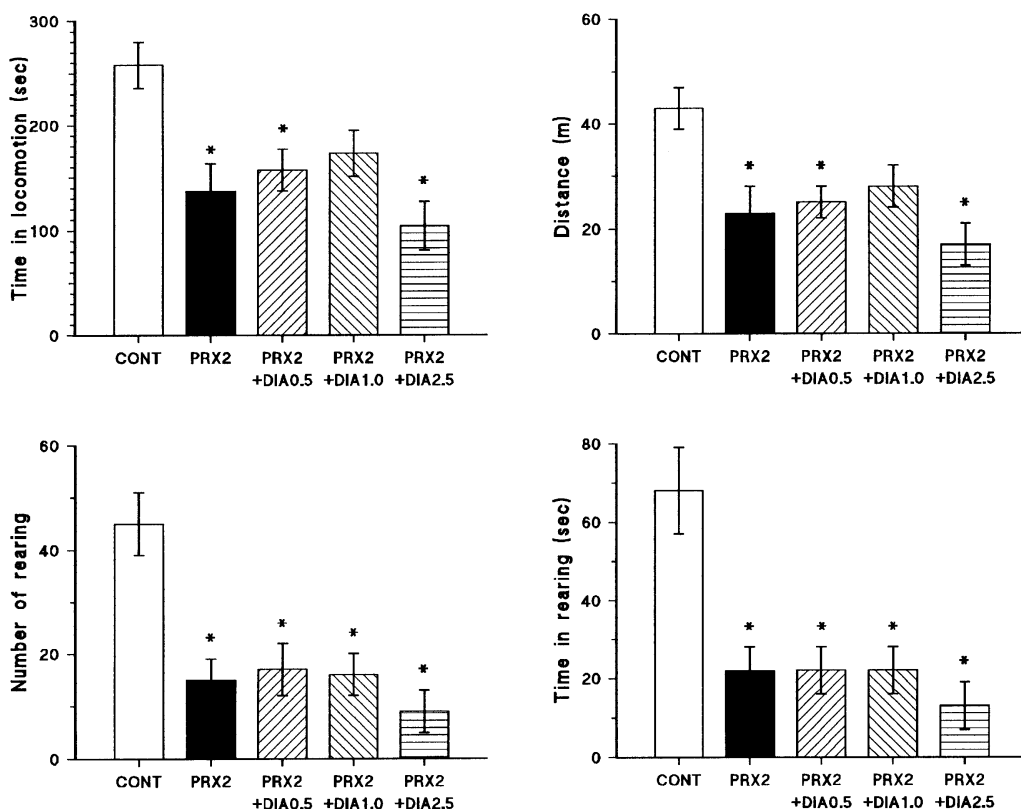 Time in locomotion (sec)
300
200
100
0
*
*
*
CONT PRX2 PRX2 PRX2 PRX2
+DIA0.5 +DIA1.0 +DIA2.5
Distance (m)
60
40
20
0
*
*
*
CONT PRX2 PRX2 PRX2 PRX2
+DIA0.5 +DIA1.0 +DIA2.5
Number of rearing
60
40
20
0
*
*
*
*
CONT PRX2 PRX2 PRX2 PRX2
+DIA0.5 +DIA1.0 +DIA2.5
Time in rearing (sec)
80
60
40
20
0
*
*
*
*
CONT PRX2 PRX2 PRX2 PRX2
+DIA0.5 +DIA1.0 +DIA2.5